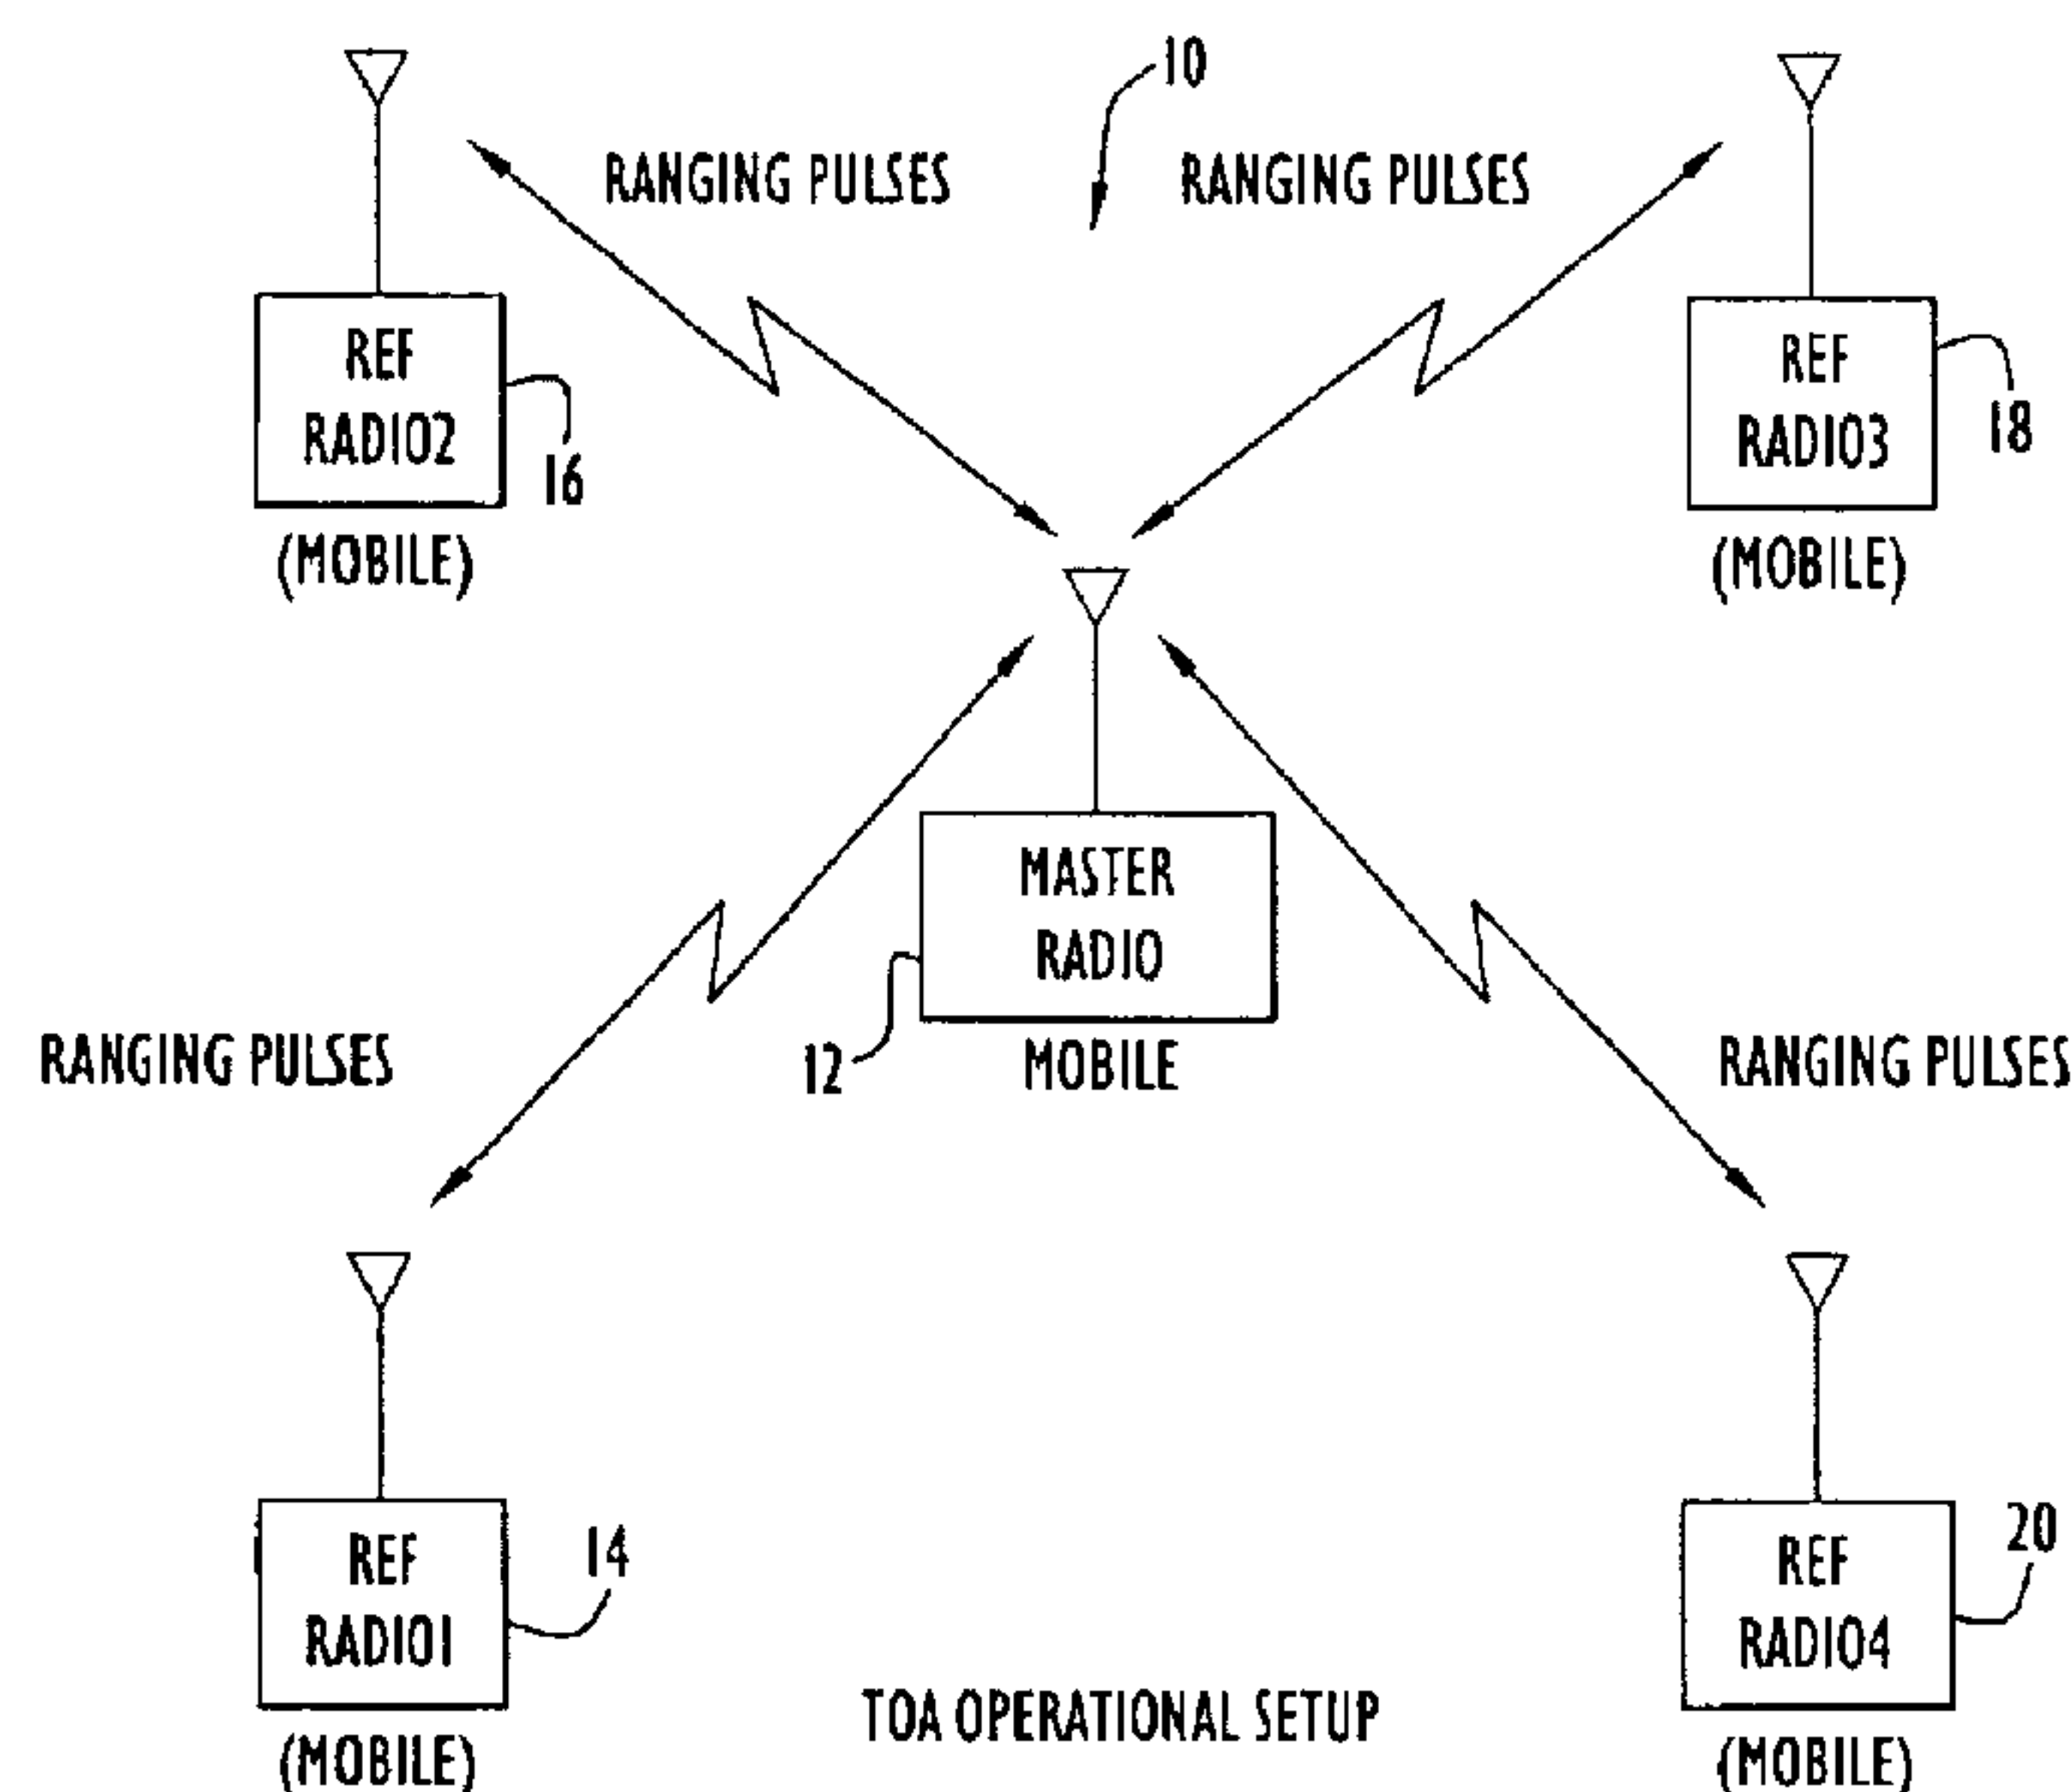 10
RANGING PULSES
RANGING PULSES
REF
RADIO2
16
(MOBILE)
REF
RADIO3
18
(MOBILE)
MASTER
RADIO
12
MOBILE
RANGING PULSES
RANGING PULSES
REF
RADIO1
14
(MOBILE)
REF
RADIO4
20
(MOBILE)
TOA OPERATIONAL SETUP